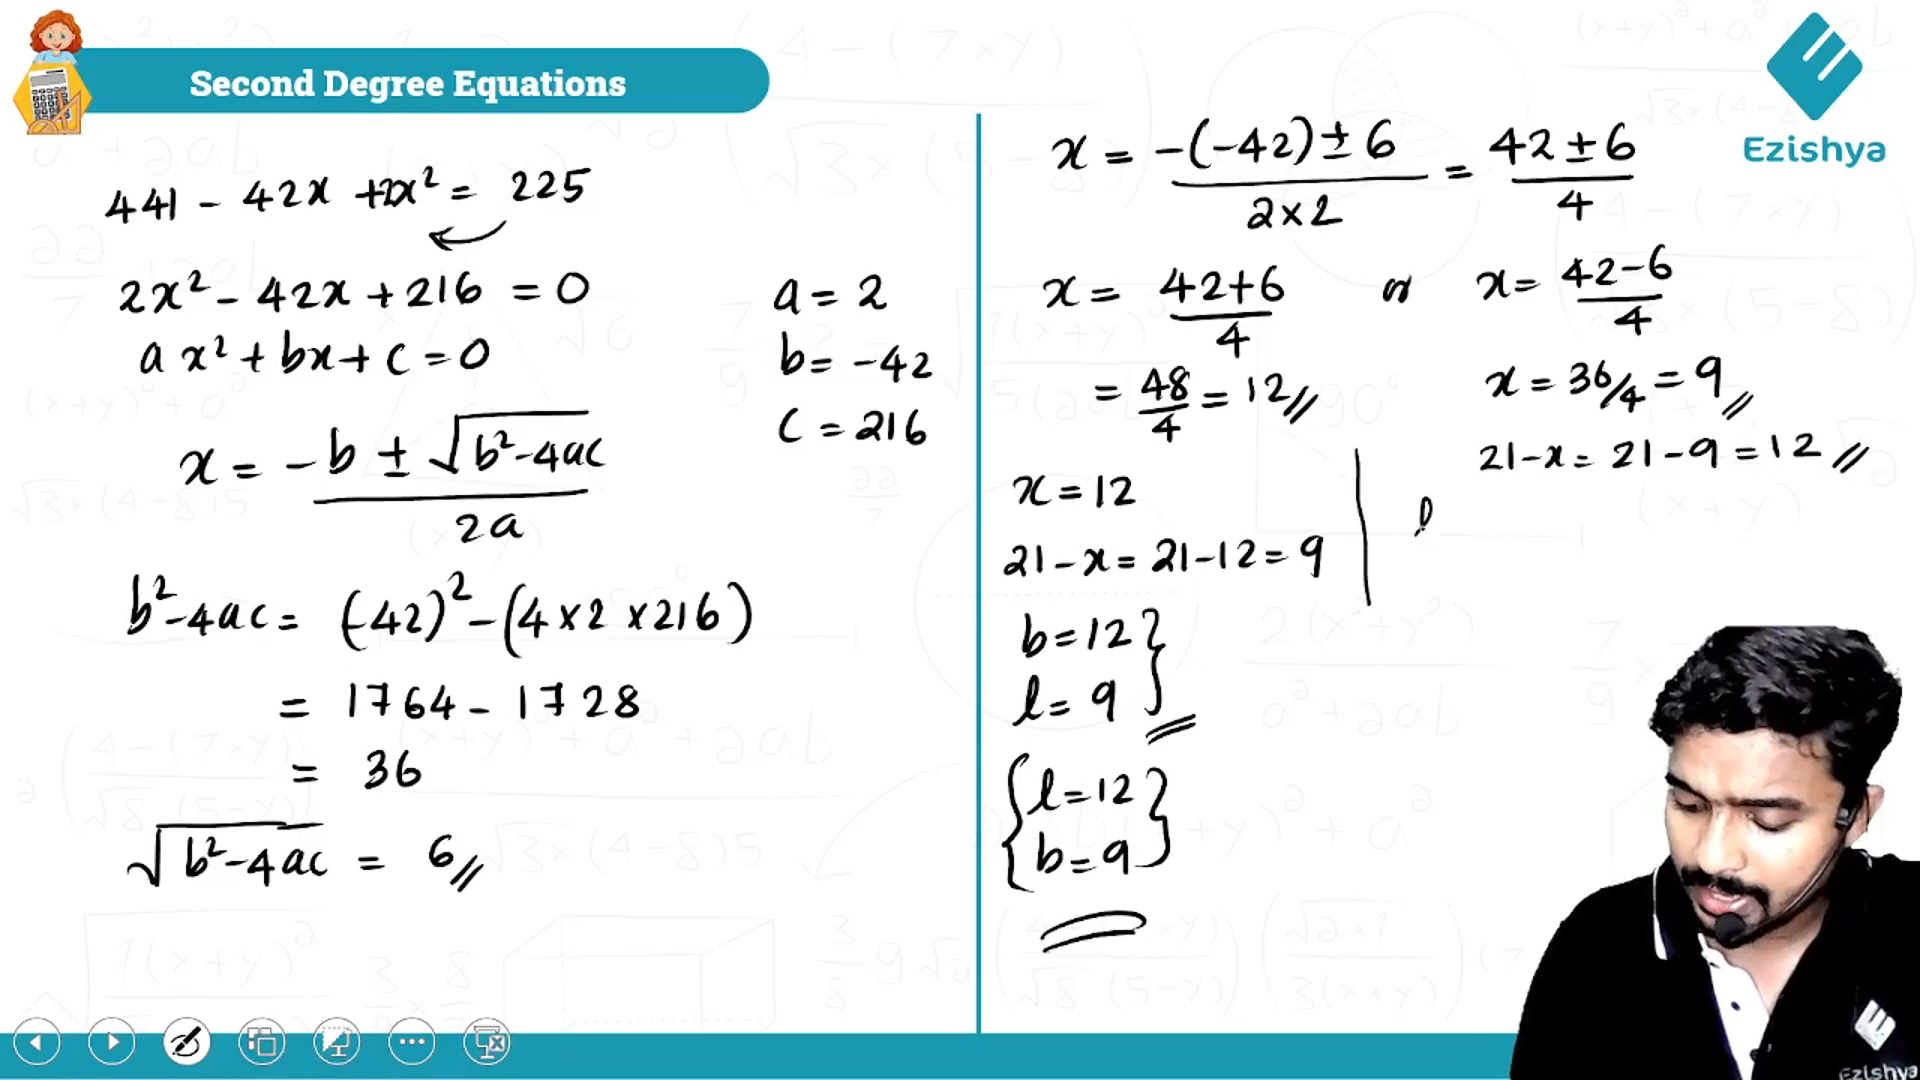 Second Degree Equations
Ezishya
441 - 42x + 2x² = 225
2x² - 42x + 216 = 0
ax² + bx + c = 0
a = 2
b = -42
c = 216
x = -b ± √(b²-4ac) / 2a
b²-4ac = (-42)² - (4×2×216)
= 1764 - 1728
= 36
√(b²-4ac) = 6//
x = -(-42) ± 6 / 2×2 = 42 ± 6 / 4
x = 42+6 / 4 or x = 42-6 / 4
= 48/4 = 12//
x = 36/4 = 9//
21-x = 21-9 = 12//
x = 12
21-x = 21-12 = 9
b = 12 }
l = 9 }
{ l = 12 }
{ b = 9 }
l
Ezishya